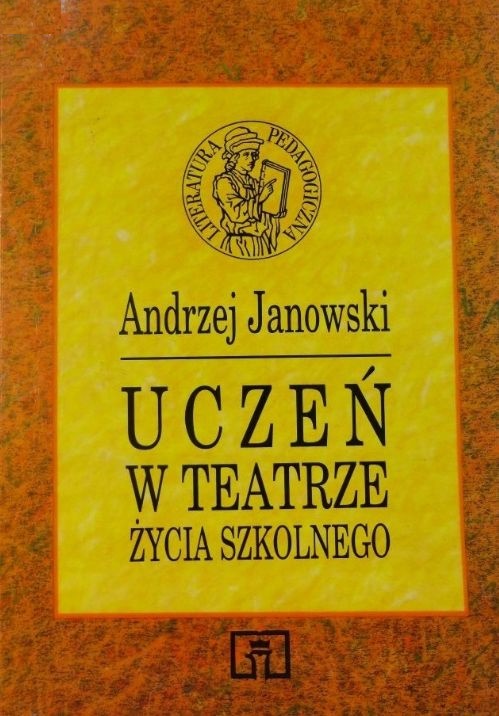 LITERATURA PEDAGOGICZNA
Andrzej Janowski
UCZEŃ
W TEATRZE
ŻYCIA SZKOLNEGO